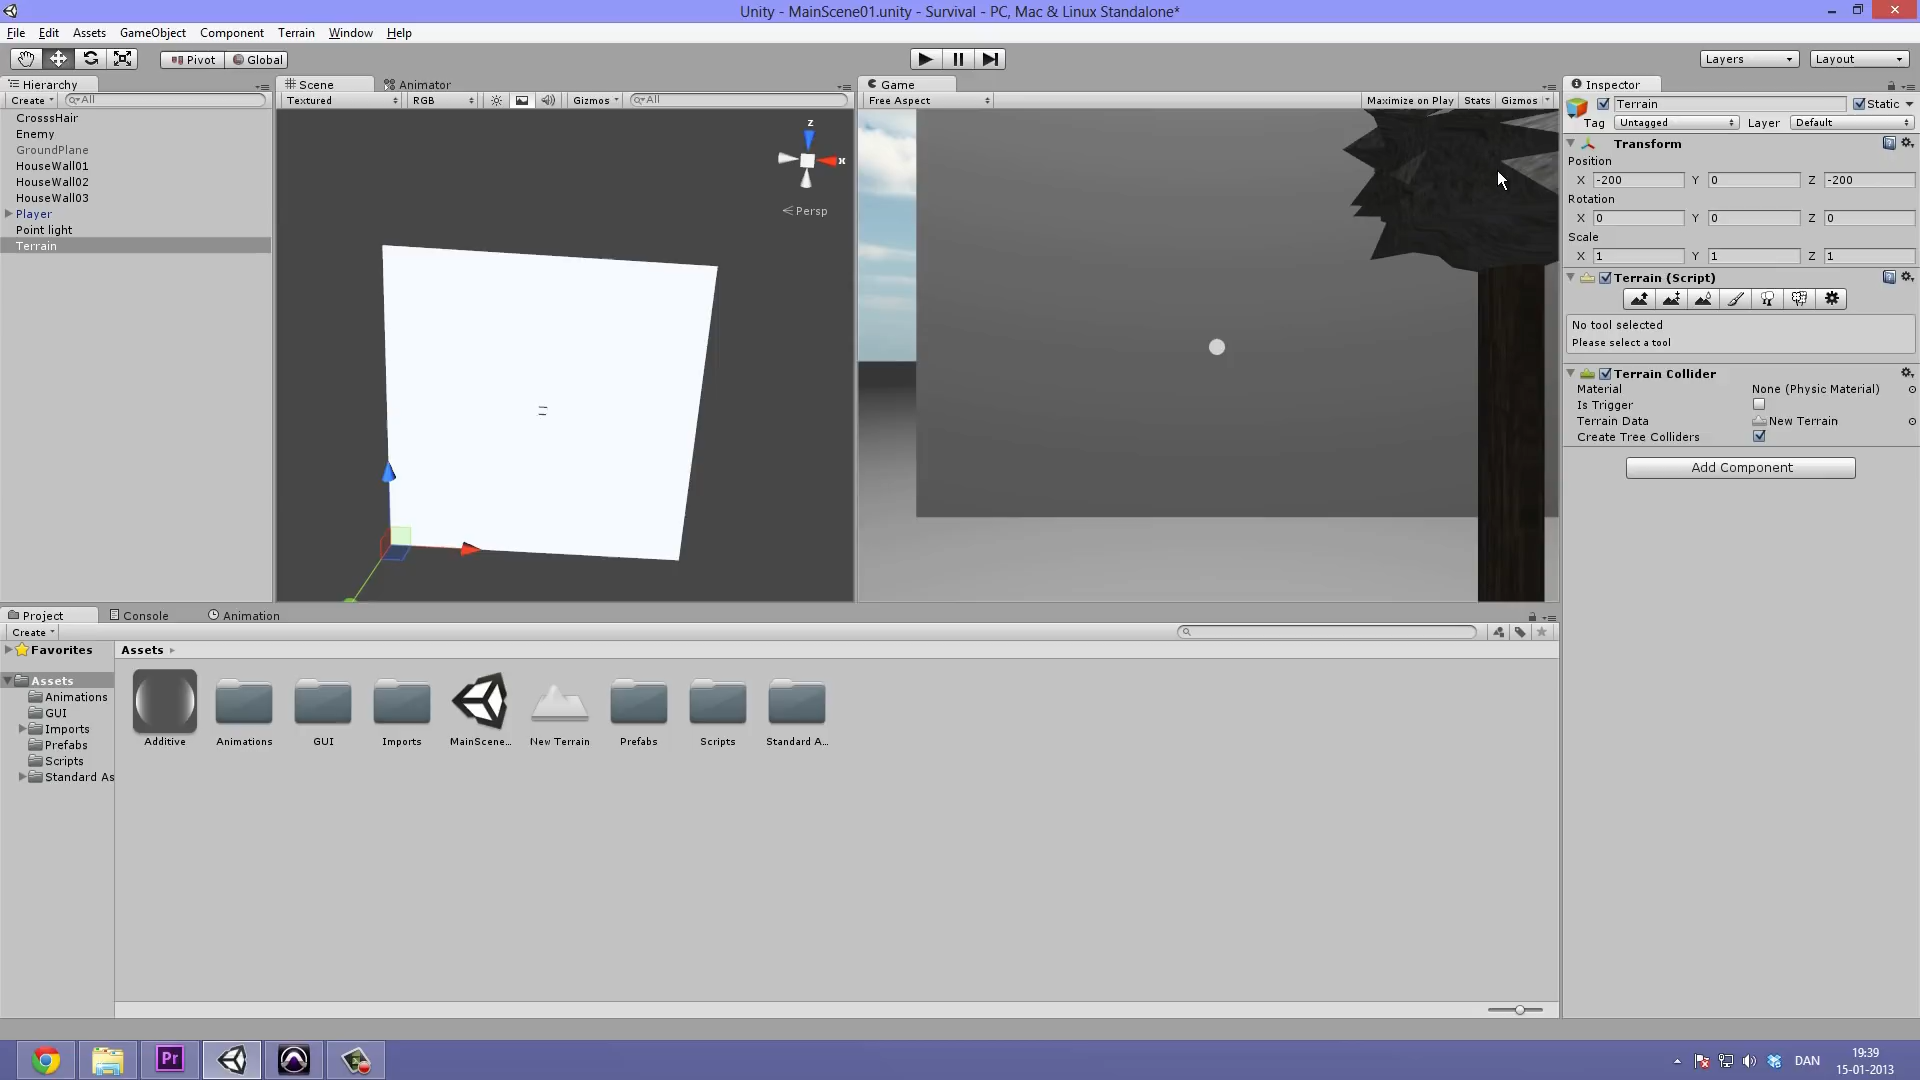 Unity - MainScene01.unity - Survival - PC, Mac & Linux Standalone*
File Edit Assets GameObject Component Terrain Window Help
Pivot Global Layers Layout
Hierarchy
Create All
CrosssHair
Enemy
GroundPlane
HouseWall01
HouseWall02
HouseWall03
Player
Point light
Terrain
Scene Animator
Textured RGB Gizmos All
z
x
Persp
Game
Free Aspect Maximize on Play Stats Gizmos
Inspector
Terrain Static
Tag Untagged Layer Default
Transform
Position
X -200 Y 0 Z -200
Rotation
X 0 Y 0 Z 0
Scale
X 1 Y 1 Z 1
Terrain (Script)
No tool selected
Please select a tool
Terrain Collider
Material None (Physic Material)
Is Trigger
Terrain Data New Terrain
Create Tree Colliders
Add Component
Project Console Animation
Create
Favorites
Assets
Animations
GUI
Imports
Prefabs
Scripts
Standard As
Assets
Additive Animations GUI Imports MainScene... New Terrain Prefabs Scripts Standard A...
Pr
DAN
19:39
15-01-2013